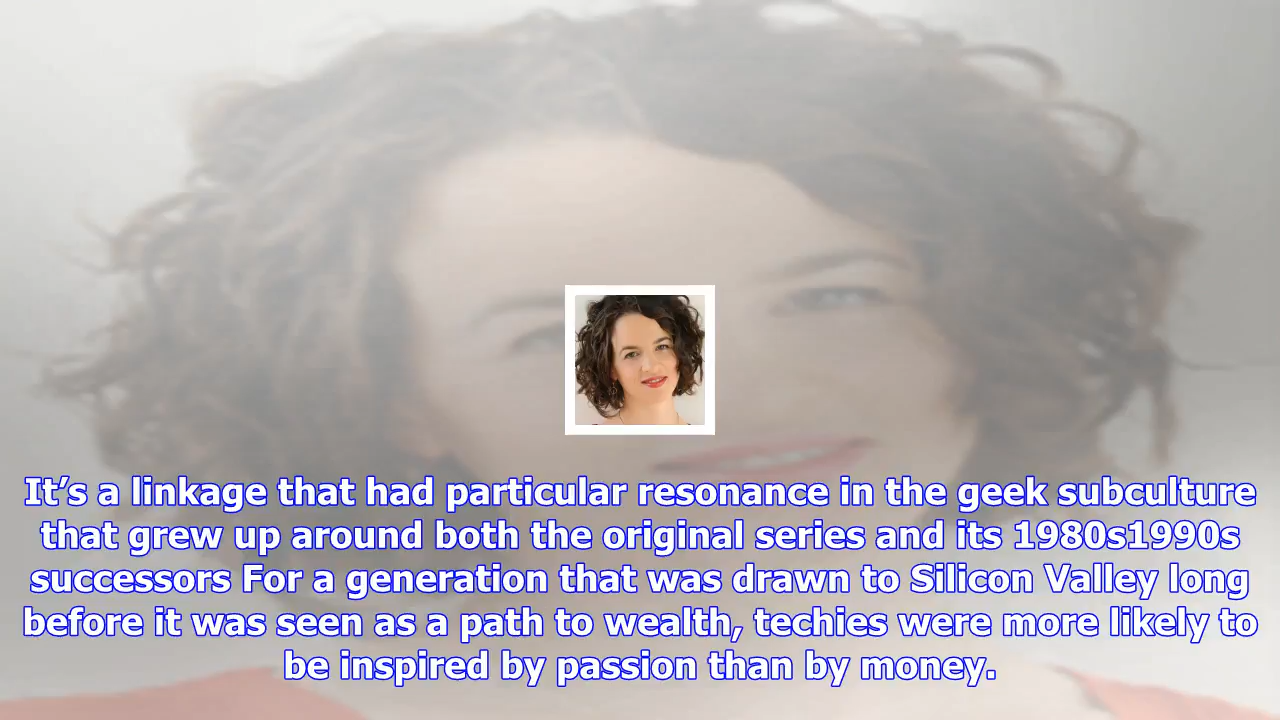 It’s a linkage that had particular resonance in the geek subculture
that grew up around both the original series and its 1980s1990s
successors For a generation that was drawn to Silicon Valley long
before it was seen as a path to wealth, techies were more likely to
be inspired by passion than by money.